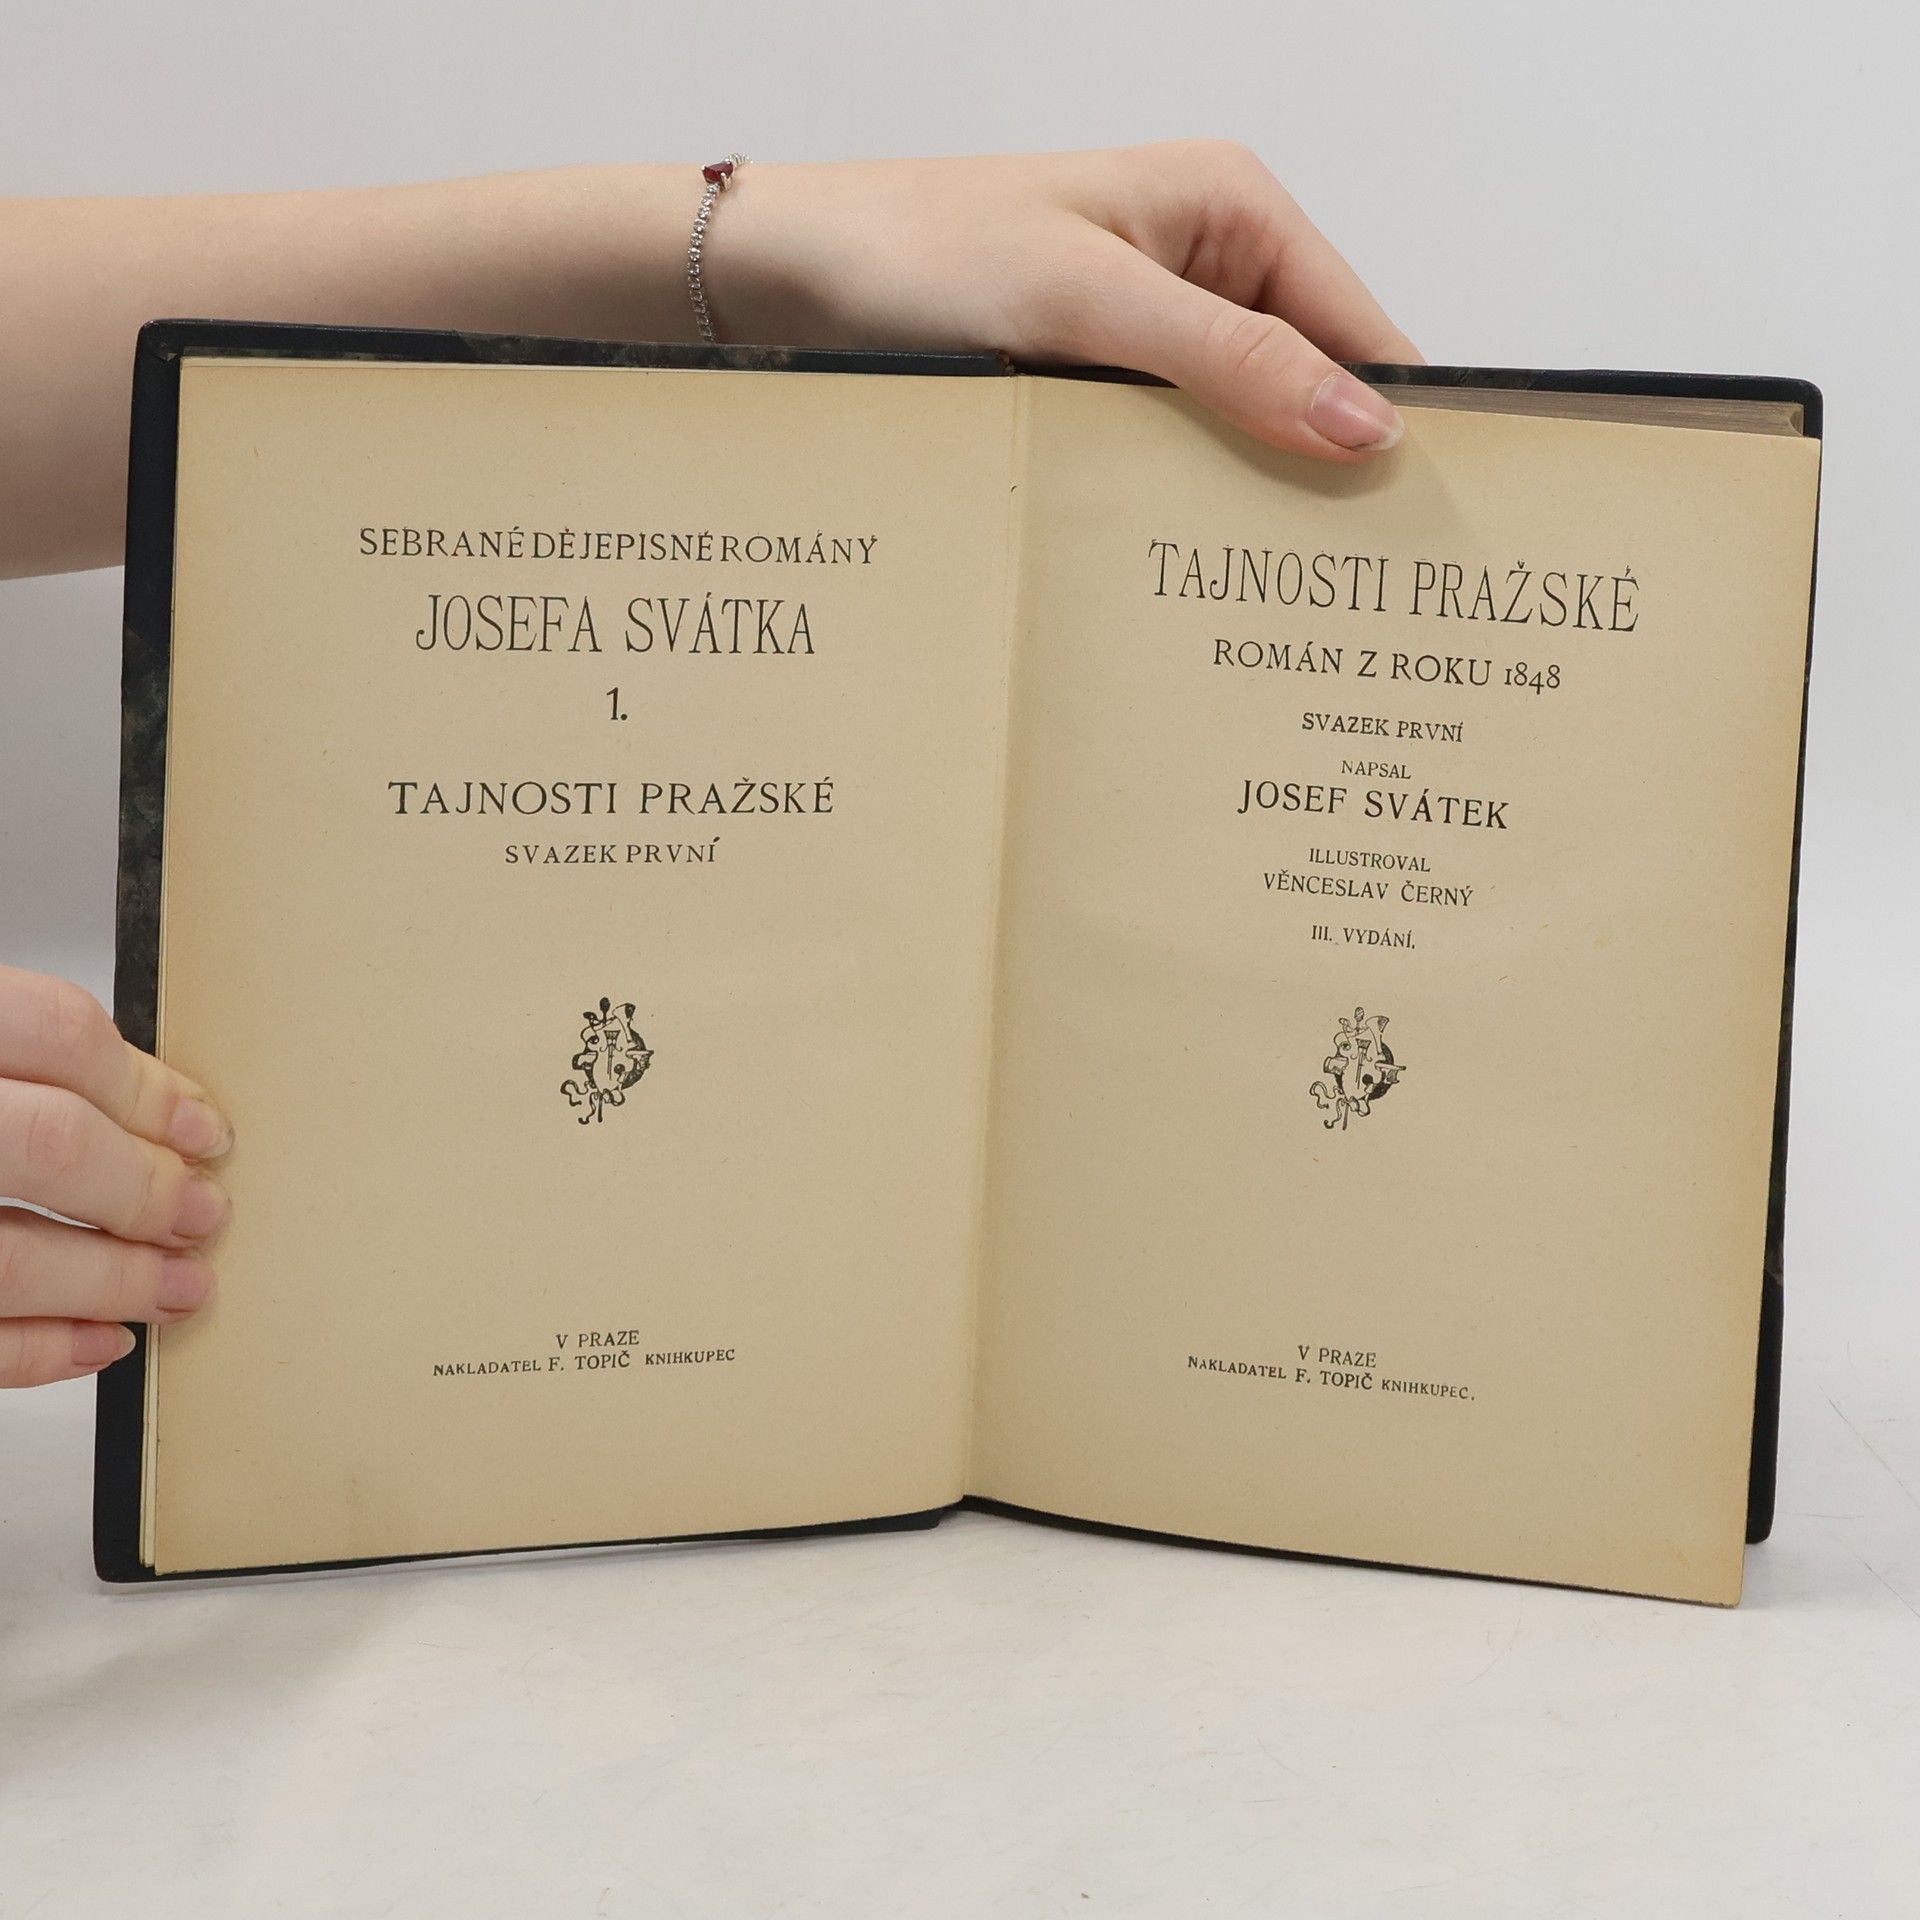 SEBRANÉ DĚJEPISNÉ ROMÁNY
JOSEFA SVÁTKA
1.
TAJNOSTI PRAŽSKÉ
SVAZEK PRVNÍ
V PRAZE
NAKLADATEL F. TOPIČ KNIHKUPEC
TAJNOSTI PRAŽSKÉ
ROMÁN Z ROKU 1848
SVAZEK PRVNÍ
NAPSAL
JOSEF SVÁTEK
ILLUSTROVAL
VĚNCESLAV ČERNÝ
III. VYDÁNÍ.
V PRAZE
NAKLADATEL F. TOPIČ KNIHKUPEC.